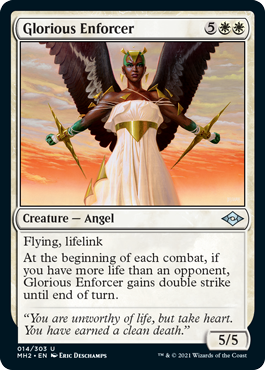 Glorious Enforcer 5
Creature — Angel
Flying, lifelink
At the beginning of each combat, if
you have more life than an opponent,
Glorious Enforcer gains double strike
until end of turn.
“You are unworthy of life, but take heart.
You have earned a clean death.”
5/5
014/303 U
MH2 • EN Eric Deschamps
™ & © 2021 Wizards of the Coast